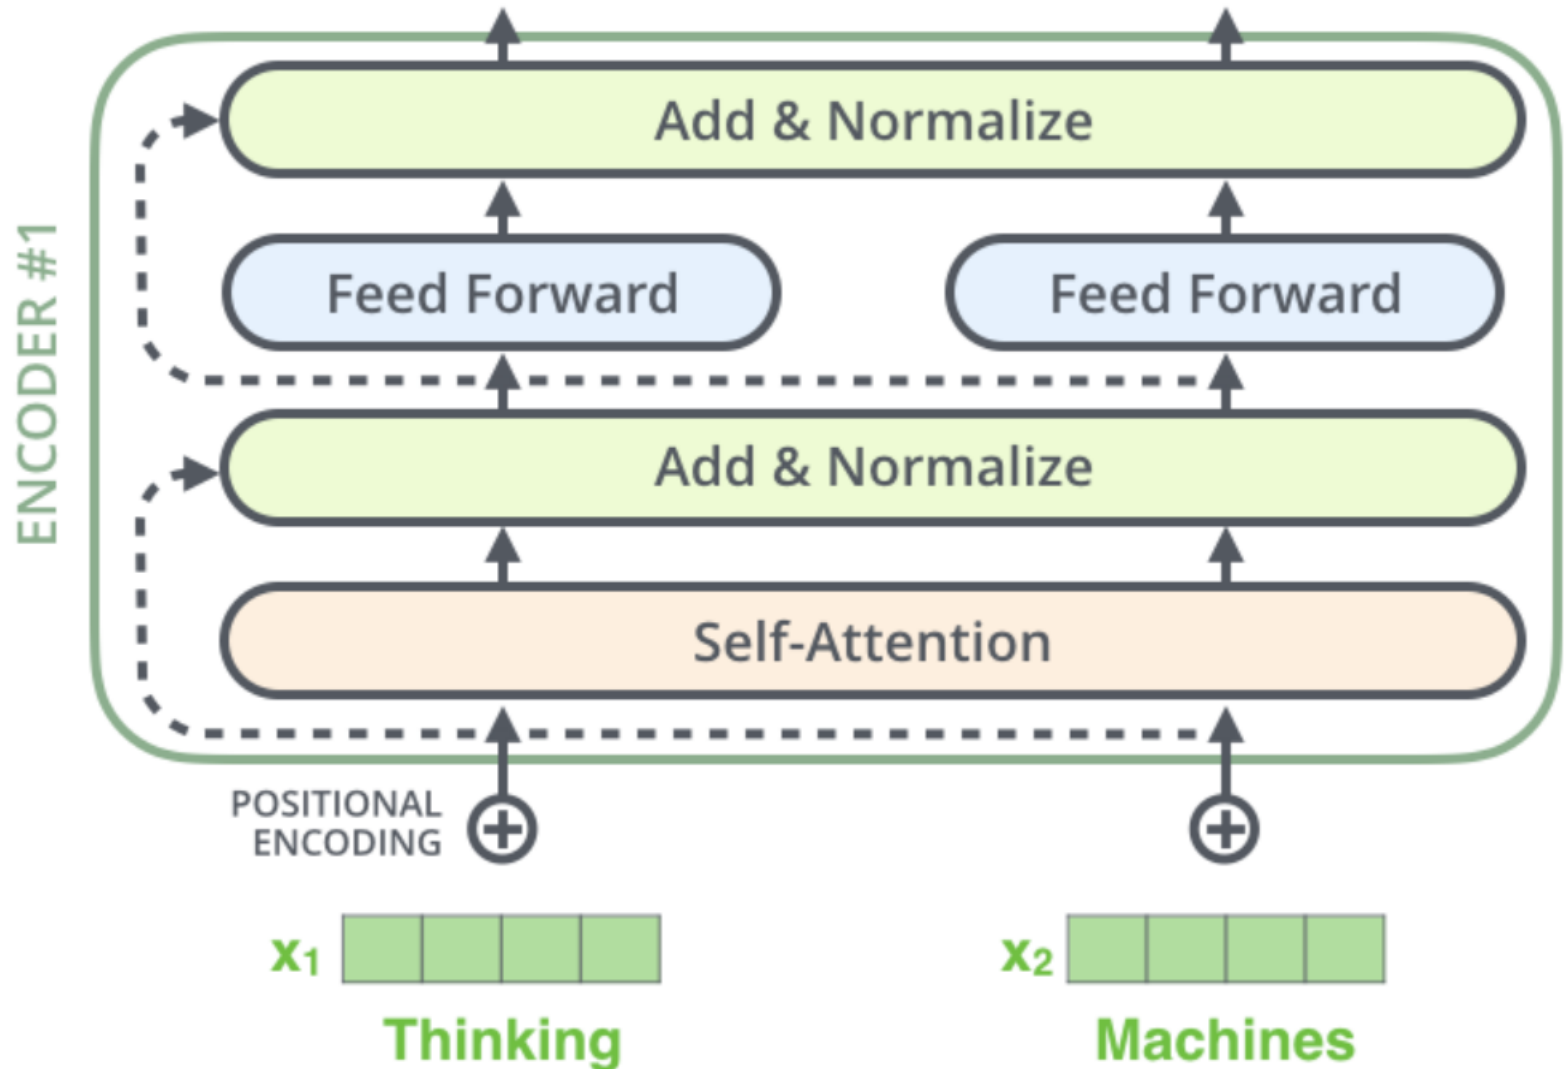 ENCODER #1
Add & Normalize
Feed Forward
Feed Forward
Add & Normalize
Self-Attention
POSITIONAL
ENCODING
x₁
x₂
Thinking
Machines